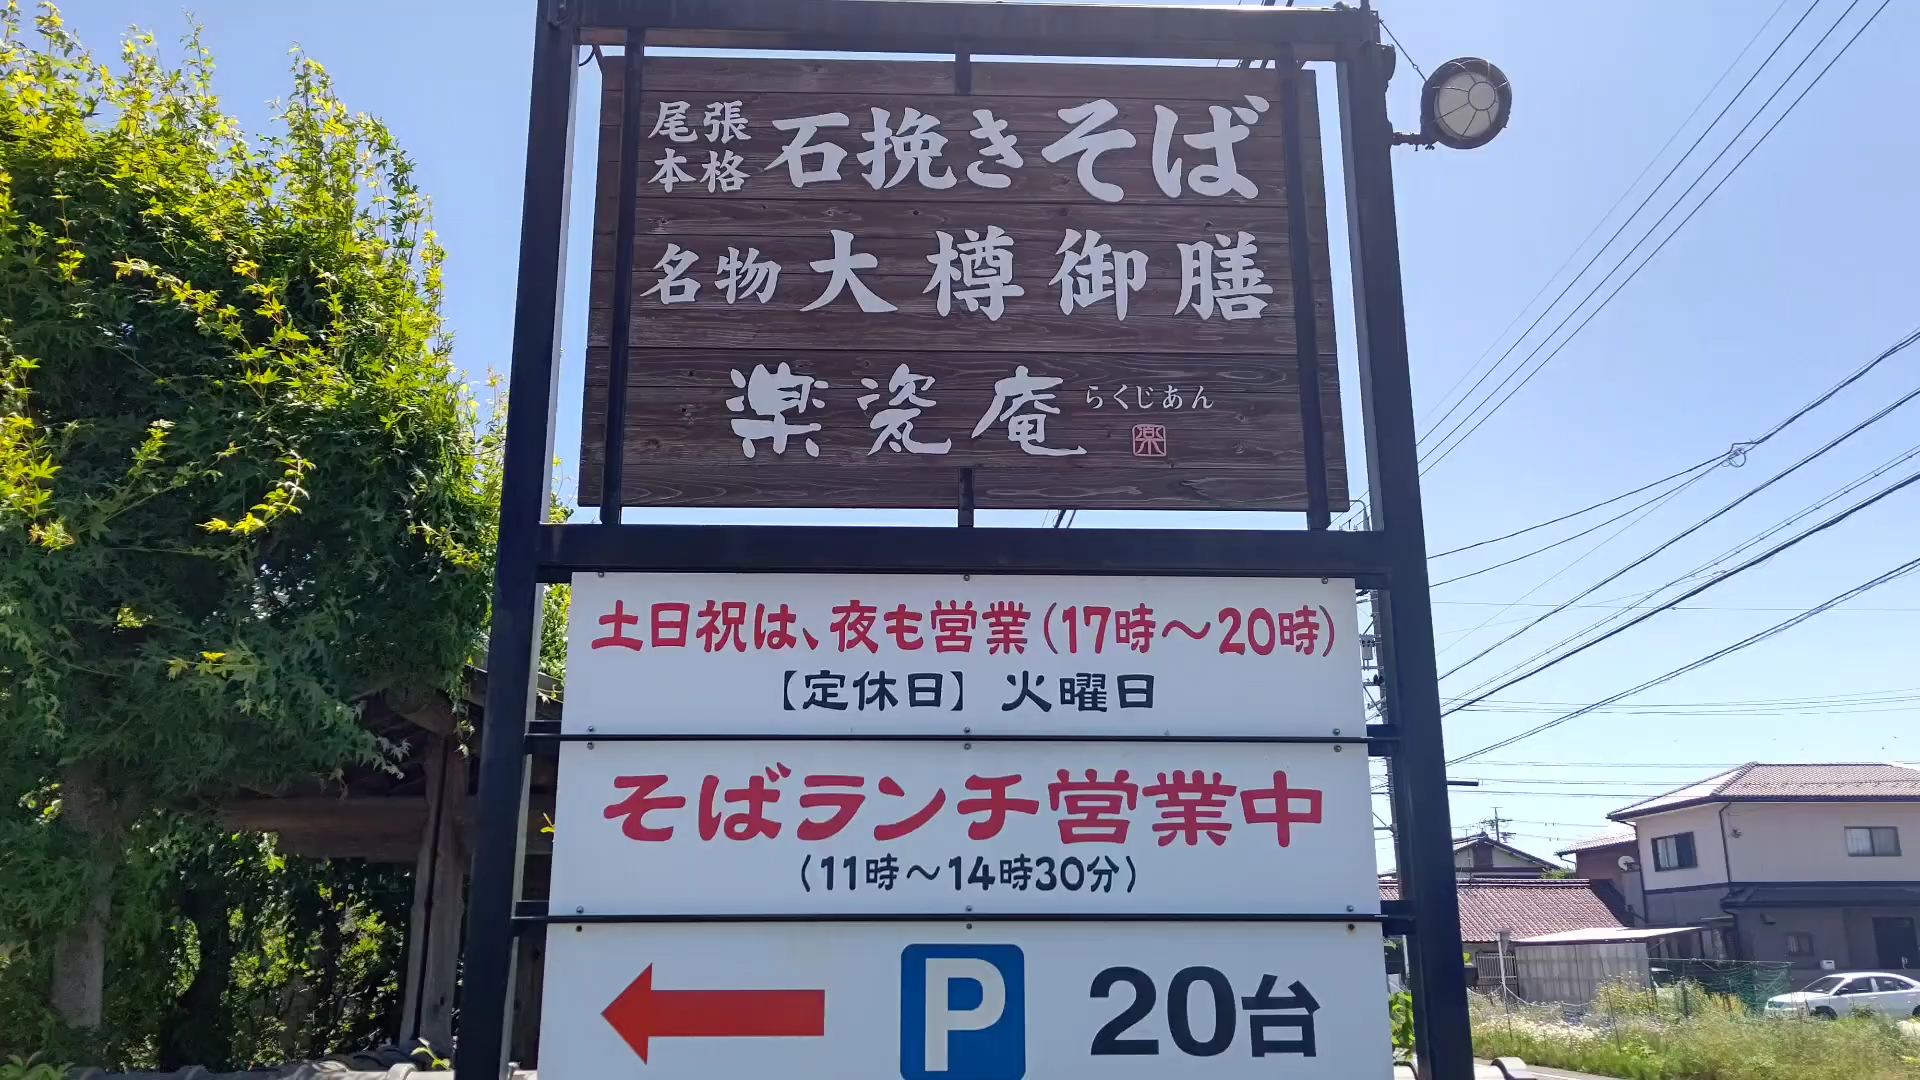 尾張本格 石挽きそば
名物 大樽御膳
楽瓷庵 らくじあん
楽
土日祝は、夜も営業(17時〜20時)
【定休日】 火曜日
そばランチ営業中
(11時〜14時30分)
P 20台